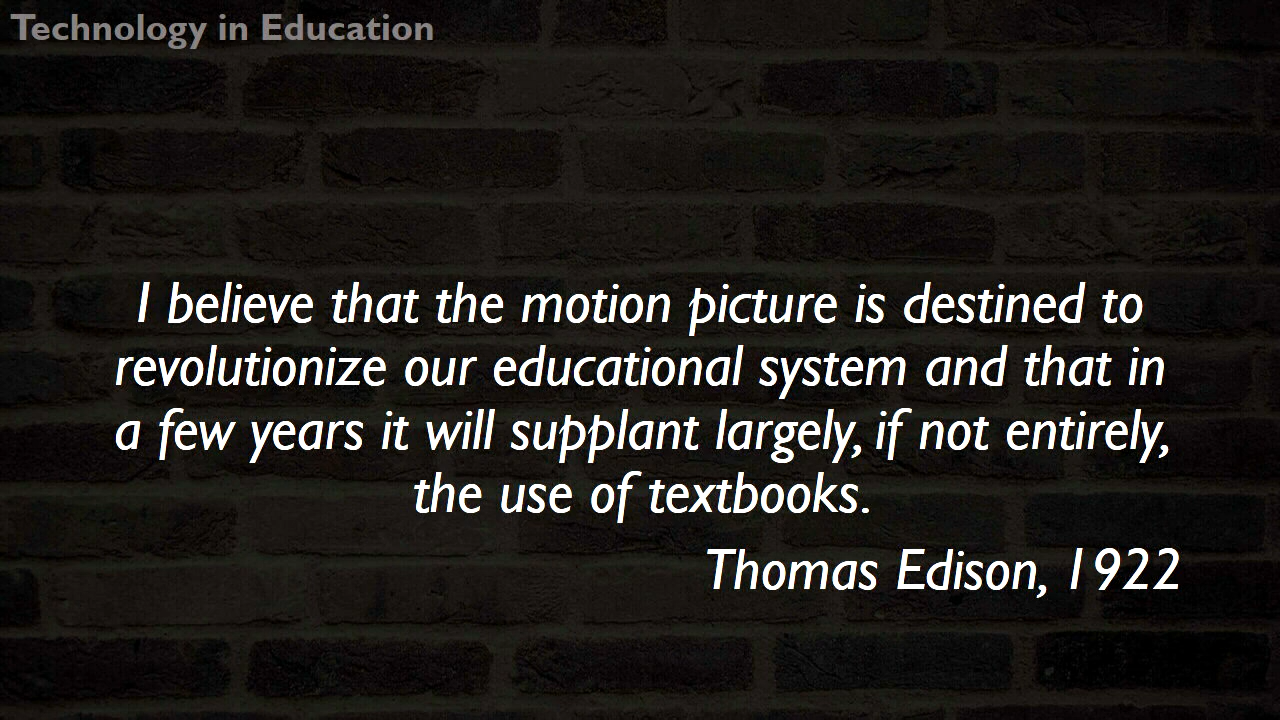 Technology in Education
I believe that the motion picture is destined to
revolutionize our educational system and that in
a few years it will supplant largely, if not entirely,
the use of textbooks.
Thomas Edison, 1922